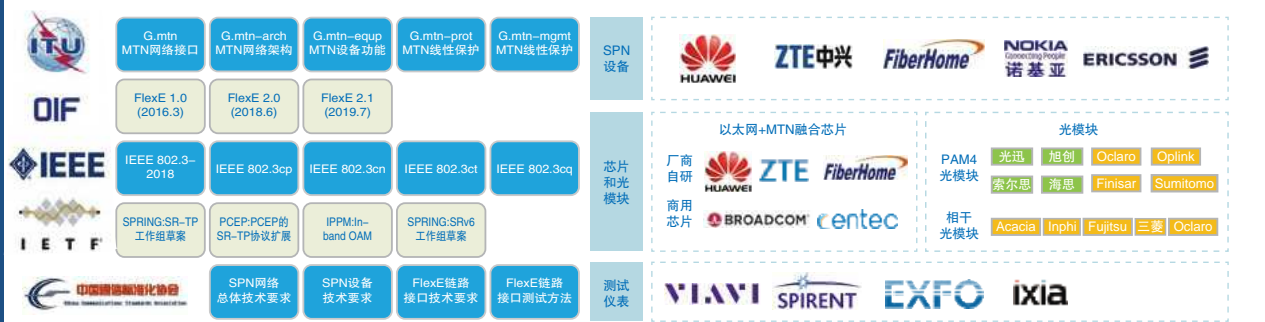 ITU
G.mtn
MTN网络接口
G.mtn-arch
MTN网络架构
G.mtn-equp
MTN设备功能
G.mtn-prot
MTN线性保护
G.mtn-mgmt
MTN线性保护
OIF
FlexE 1.0
(2016.3)
FlexE 2.0
(2018.6)
FlexE 2.1
(2019.7)
IEEE
IEEE 802.3-
2018
IEEE 802.3cp
IEEE 802.3cn
IEEE 802.3ct
IEEE 802.3cq
IETF
SPRING:SR-TP
工作组草案
PCEP:PCEP的
SR-TP协议扩展
IPPM:In-
band OAM
SPRING:SRv6
工作组草案
中国通信标准化协会
China Communications Standards Association
SPN网络
总体技术要求
SPN设备
技术要求
FlexE链路
接口技术要求
FlexE链路
接口测试方法
SPN
设备
HUAWEI
ZTE中兴
FiberHome
NOKIA
Connecting People
诺基亚
ERICSSON
芯片
和光
模块
以太网+MTN融合芯片
厂商
自研
HUAWEI
ZTE
FiberHome
商用
芯片
BROADCOM
centec
光模块
PAM4
光模块
光迅
旭创
Oclaro
Oplink
索尔思
海思
Finisar
Sumitomo
相干
光模块
Acacia
Inphi
Fujitsu
三菱
Oclaro
测试
仪表
VIAVI
SPIRENT
EXFO
ixia